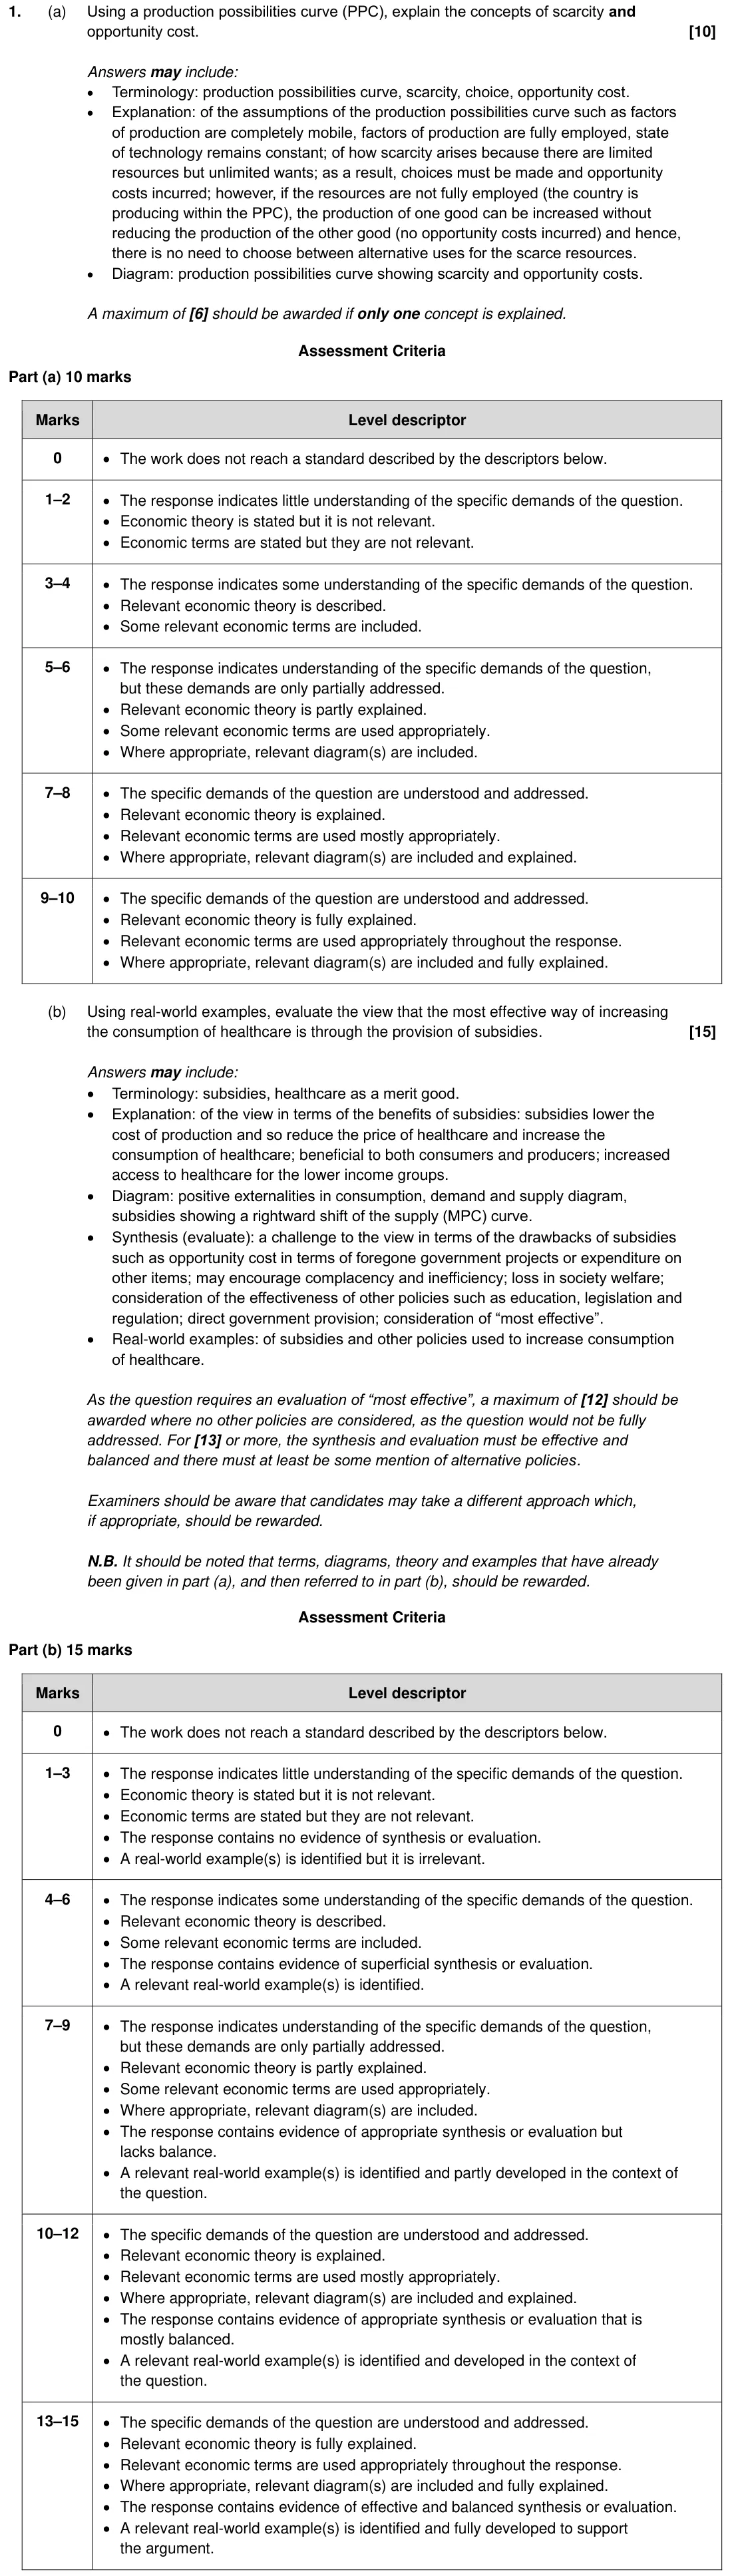 1. (a) Using a production possibilities curve (PPC), explain the concepts of scarcity and
opportunity cost. [10]
Answers may include:
• Terminology: production possibilities curve, scarcity, choice, opportunity cost.
• Explanation: of the assumptions of the production possibilities curve such as factors
of production are completely mobile, factors of production are fully employed, state
of technology remains constant; of how scarcity arises because there are limited
resources but unlimited wants; as a result, choices must be made and opportunity
costs incurred; however, if the resources are not fully employed (the country is
producing within the PPC), the production of one good can be increased without
reducing the production of the other good (no opportunity costs incurred) and hence,
there is no need to choose between alternative uses for the scarce resources.
• Diagram: production possibilities curve showing scarcity and opportunity costs.
A maximum of [6] should be awarded if only one concept is explained.
Assessment Criteria
Part (a) 10 marks
Marks Level descriptor
0 • The work does not reach a standard described by the descriptors below.
1–2 • The response indicates little understanding of the specific demands of the question.
• Economic theory is stated but it is not relevant.
• Economic terms are stated but they are not relevant.
3–4 • The response indicates some understanding of the specific demands of the question.
• Relevant economic theory is described.
• Some relevant economic terms are included.
5–6 • The response indicates understanding of the specific demands of the question,
but these demands are only partially addressed.
• Relevant economic theory is partly explained.
• Some relevant economic terms are used appropriately.
• Where appropriate, relevant diagram(s) are included.
7–8 • The specific demands of the question are understood and addressed.
• Relevant economic theory is explained.
• Relevant economic terms are used mostly appropriately.
• Where appropriate, relevant diagram(s) are included and explained.
9–10 • The specific demands of the question are understood and addressed.
• Relevant economic theory is fully explained.
• Relevant economic terms are used appropriately throughout the response.
• Where appropriate, relevant diagram(s) are included and fully explained.
(b) Using real-world examples, evaluate the view that the most effective way of increasing
the consumption of healthcare is through the provision of subsidies. [15]
Answers may include:
• Terminology: subsidies, healthcare as a merit good.
• Explanation: of the view in terms of the benefits of subsidies: subsidies lower the
cost of production and so reduce the price of healthcare and increase the
consumption of healthcare; beneficial to both consumers and producers; increased
access to healthcare for the lower income groups.
• Diagram: positive externalities in consumption, demand and supply diagram,
subsidies showing a rightward shift of the supply (MPC) curve.
• Synthesis (evaluate): a challenge to the view in terms of the drawbacks of subsidies
such as opportunity cost in terms of foregone government projects or expenditure on
other items; may encourage complacency and inefficiency; loss in society welfare;
consideration of the effectiveness of other policies such as education, legislation and
regulation; direct government provision; consideration of “most effective”.
• Real-world examples: of subsidies and other policies used to increase consumption
of healthcare.
As the question requires an evaluation of “most effective”, a maximum of [12] should be
awarded where no other policies are considered, as the question would not be fully
addressed. For [13] or more, the synthesis and evaluation must be effective and
balanced and there must at least be some mention of alternative policies.
Examiners should be aware that candidates may take a different approach which,
if appropriate, should be rewarded.
N.B. It should be noted that terms, diagrams, theory and examples that have already
been given in part (a), and then referred to in part (b), should be rewarded.
Assessment Criteria
Part (b) 15 marks
Marks Level descriptor
0 • The work does not reach a standard described by the descriptors below.
1–3 • The response indicates little understanding of the specific demands of the question.
• Economic theory is stated but it is not relevant.
• Economic terms are stated but they are not relevant.
• The response contains no evidence of synthesis or evaluation.
• A real-world example(s) is identified but it is irrelevant.
4–6 • The response indicates some understanding of the specific demands of the question.
• Relevant economic theory is described.
• Some relevant economic terms are included.
• The response contains evidence of superficial synthesis or evaluation.
• A relevant real-world example(s) is identified.
7–9 • The response indicates understanding of the specific demands of the question,
but these demands are only partially addressed.
• Relevant economic theory is partly explained.
• Some relevant economic terms are used appropriately.
• Where appropriate, relevant diagram(s) are included.
• The response contains evidence of appropriate synthesis or evaluation but
lacks balance.
• A relevant real-world example(s) is identified and partly developed in the context of
the question.
10–12 • The specific demands of the question are understood and addressed.
• Relevant economic theory is explained.
• Relevant economic terms are used mostly appropriately.
• Where appropriate, relevant diagram(s) are included and explained.
• The response contains evidence of appropriate synthesis or evaluation that is
mostly balanced.
• A relevant real-world example(s) is identified and developed in the context of
the question.
13–15 • The specific demands of the question are understood and addressed.
• Relevant economic theory is fully explained.
• Relevant economic terms are used appropriately throughout the response.
• Where appropriate, relevant diagram(s) are included and fully explained.
• The response contains evidence of effective and balanced synthesis or evaluation.
• A relevant real-world example(s) is identified and fully developed to support
the argument.